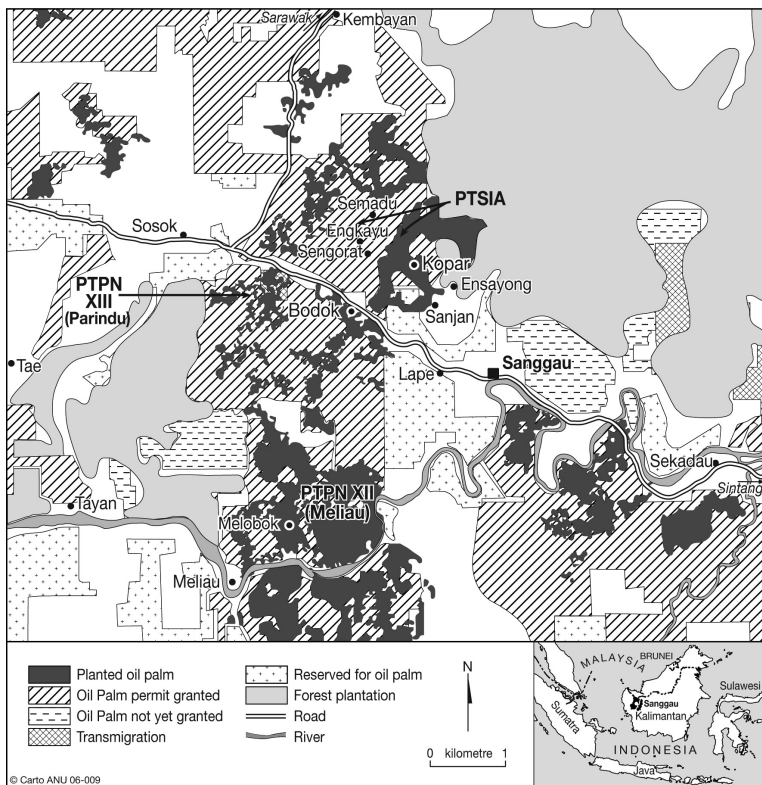 Sarawak
Kembayan
Semadu
PTSIA
Engkayu
Sosok
Sengorat
Kopar
PTPN
XIII
(Parindu)
Ensayong
Bodok
Sanjan
Tae
Lape
Sanggau
Sekadau
PTPN XII
(Meliau)
Sintang
Tayan
Melobok
Meliau
Planted oil palm
Oil Palm permit granted
Oil Palm not yet granted
Transmigration
Reserved for oil palm
Forest plantation
Road
River
N
0 kilometre 1
© Carto ANU 06-009
BRUNEI
MALAYSIA
Sulawesi
Sanggau
Kalimantan
Sumatra
INDONESIA
Java